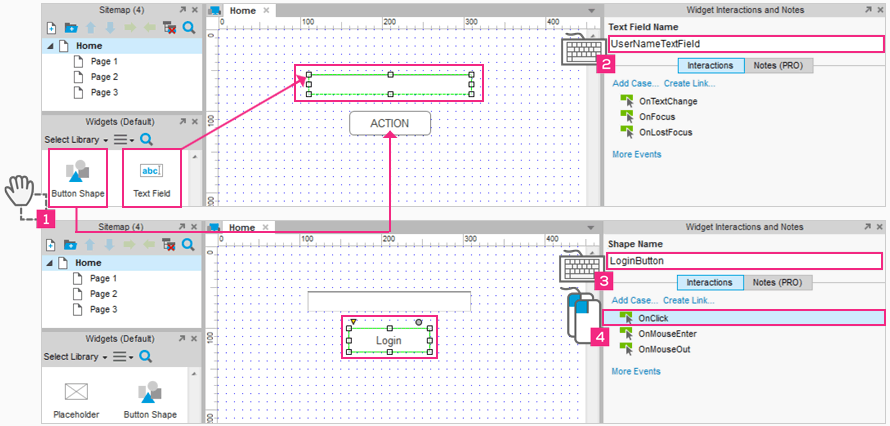 Sitemap (4)
Home
Page 1
Page 2
Page 3
Widgets (Default)
Select Library
Button Shape
abc
Text Field
1
Home
0 100 200 300 400
0
100
200
ACTION
Widget Interactions and Notes
Text Field Name
UserNameTextField
2
Interactions Notes (PRO)
Add Case... Create Link...
OnTextChange
OnFocus
OnLostFocus
More Events
Sitemap (4)
Home
Page 1
Page 2
Page 3
Widgets (Default)
Select Library
Placeholder
Button Shape
Home
0 100 200 300 400
0
100
Login
Widget Interactions and Notes
Shape Name
LoginButton
3
Interactions Notes (PRO)
Add Case... Create Link...
OnClick
4
OnMouseEnter
OnMouseOut
More Events